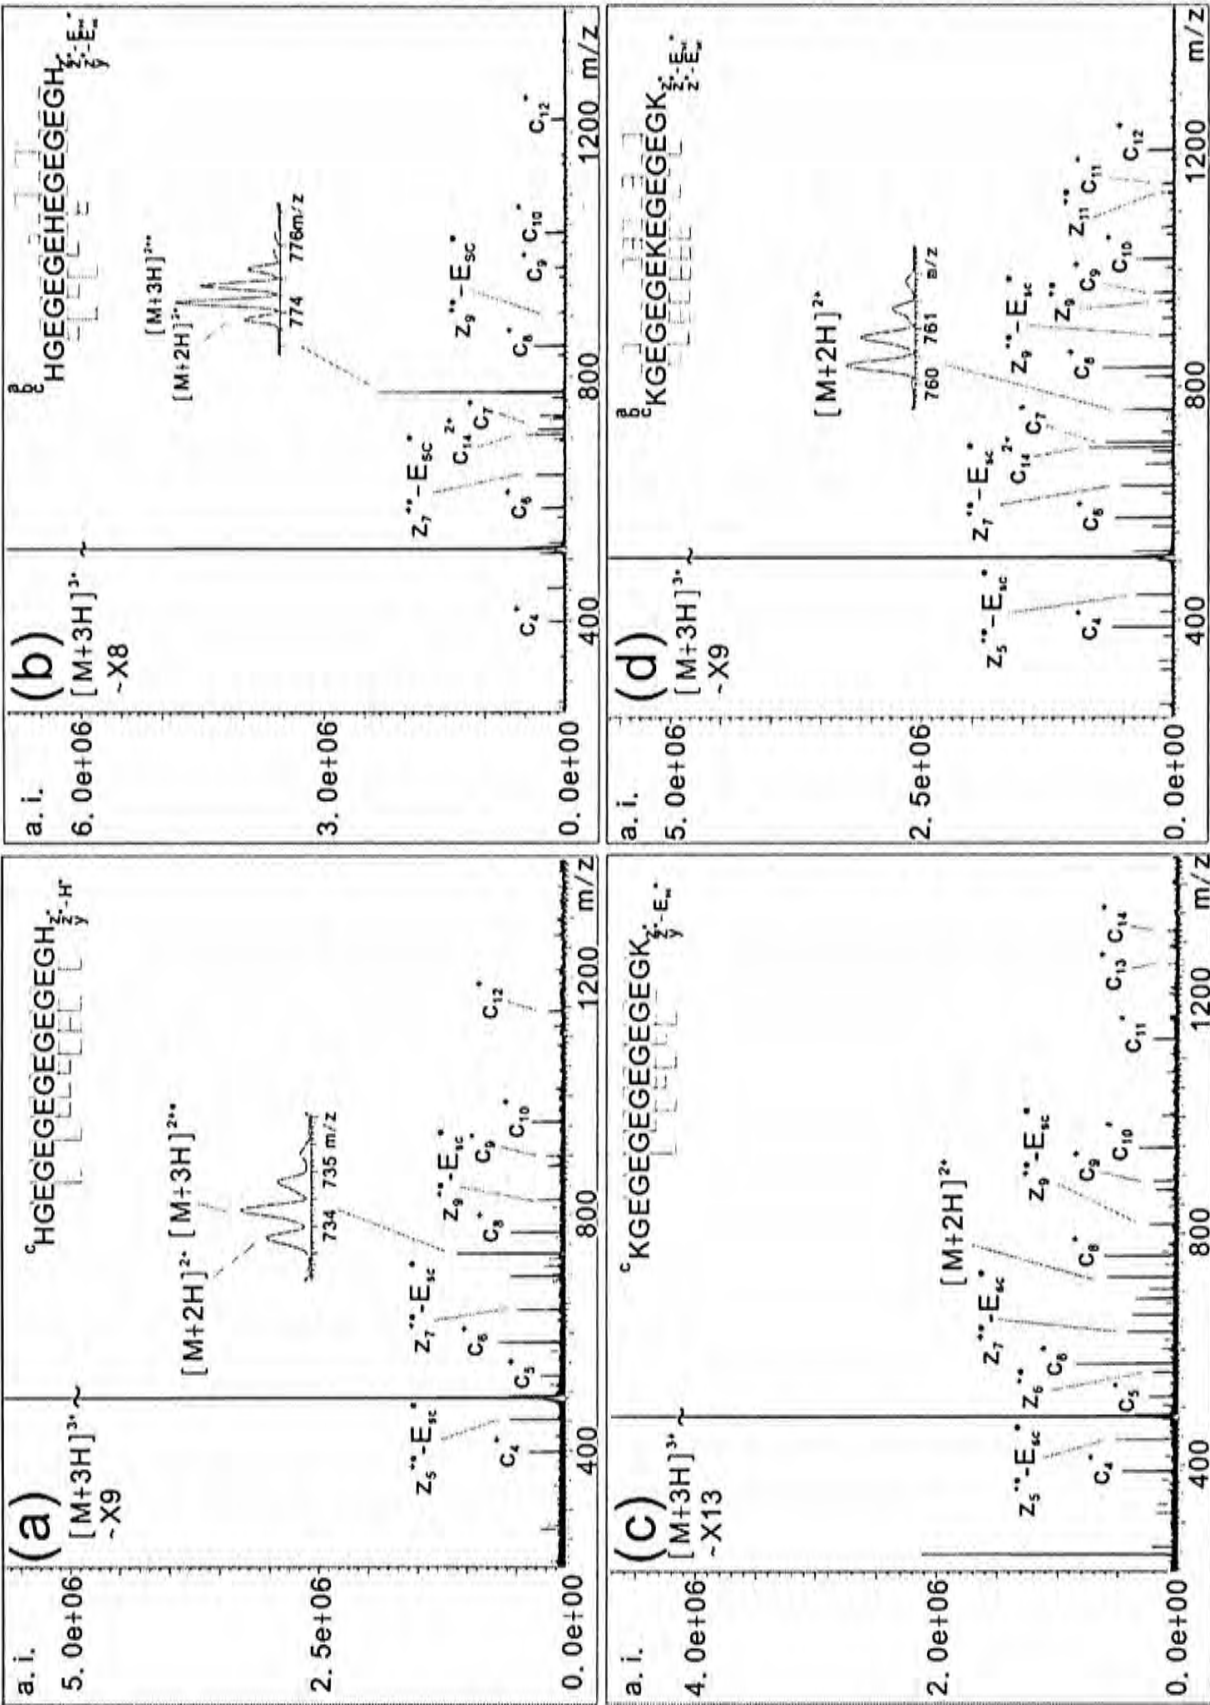 (a)
a. i.
5. 0e+06
2. 5e+06
0. 0e+00
[M+3H]³⁺
~X9
~
cHGEGEGEGEGEGEGH z•-H•
y
[M+2H]²⁺ [M+3H]²⁺•
734 735 m/z
Z₅⁺•-Esc•
C₄⁺
C₅⁺
C₆⁺
Z₇⁺•-Esc•
C₈⁺
Z₉⁺•-Esc•
C₉⁺
C₁₀⁺
C₁₂⁺
400 800 1200 m/z
(b)
a. i.
6. 0e+06
3. 0e+06
0. 0e+00
[M+3H]³⁺
~X8
~
a
b
cHGEGEGEHEGEGEGH
y
[M+3H]²⁺•
[M+2H]²⁺
774 776m/z
C₄⁺
C₆⁺
Z₇⁺•-Esc•
C₁₄²⁺
C₇⁺
C₈⁺
Z₉⁺•-Esc•
C₉⁺
C₁₀⁺
C₁₂⁺
400 800 1200 m/z
(c)
a. i.
4. 0e+06
2. 0e+06
0. 0e+00
[M+3H]³⁺
~X13
~
cKGEGEGEGEGEGEGK
y
[M+2H]²⁺
Z₅⁺•-Esc•
C₄⁺
C₅⁺
Z₆⁺•
C₆⁺
Z₇⁺•-Esc•
C₈⁺
Z₉⁺•-Esc•
C₉⁺
C₁₀⁺
C₁₁⁺
C₁₃⁺
C₁₄⁺
400 800 1200 m/z
(d)
a. i.
5. 0e+06
2. 5e+06
0. 0e+00
[M+3H]³⁺
~X9
~
a
b
cKGEGEGEKEGEGEGK
[M+2H]²⁺
760 761 m/z
Z₅⁺•-Esc•
C₄⁺
C₆⁺
Z₇⁺•-Esc•
C₁₄²⁺
C₇⁺
C₈⁺
Z₉⁺•-Esc•
Z₉⁺•
C₉⁺
C₁₀⁺
Z₁₁⁺•
C₁₁⁺
C₁₂⁺
400 800 1200 m/z